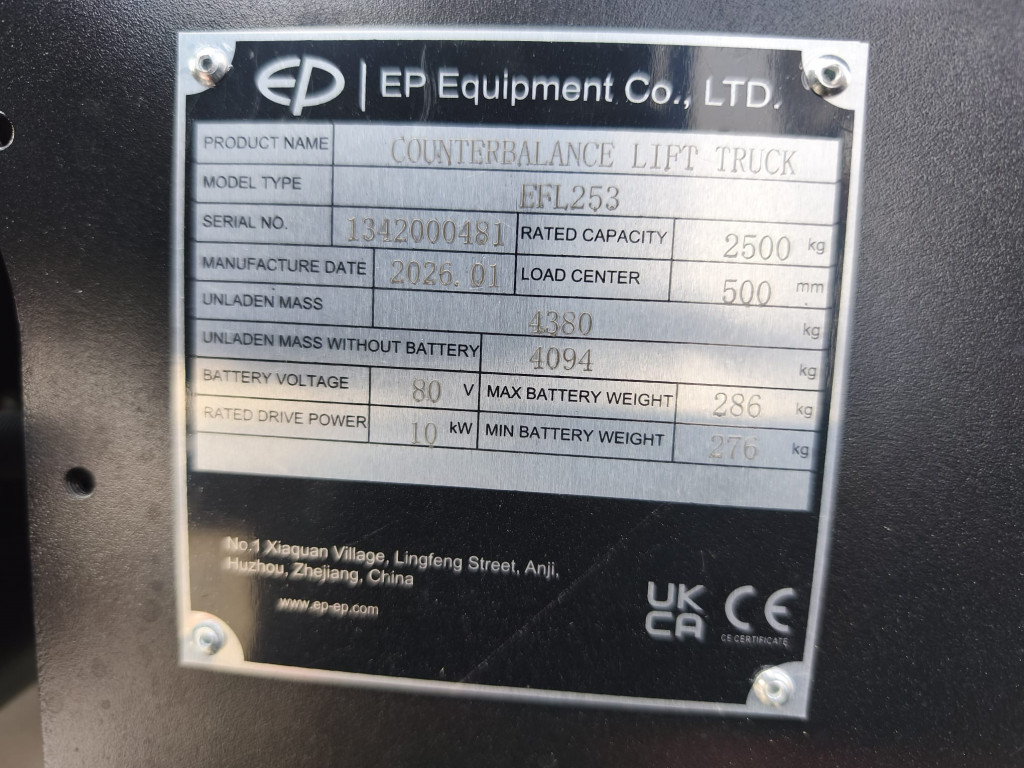 EP | EP Equipment Co., LTD.
PRODUCT NAME COUNTERBALANCE LIFT TRUCK
MODEL TYPE EFL253
SERIAL NO. 1342000481 RATED CAPACITY 2500 kg
MANUFACTURE DATE 2026.01 LOAD CENTER 500 mm
UNLADEN MASS 4380 kg
UNLADEN MASS WITHOUT BATTERY 4094 kg
BATTERY VOLTAGE 80 V MAX BATTERY WEIGHT 286 kg
RATED DRIVE POWER 10 kW MIN BATTERY WEIGHT 276 kg
No.1 Xiaquan Village, Lingfeng Street, Anji,
Huzhou, Zhejiang, China
www.ep-ep.com
UK
CA
CE
CE CERTIFICATE